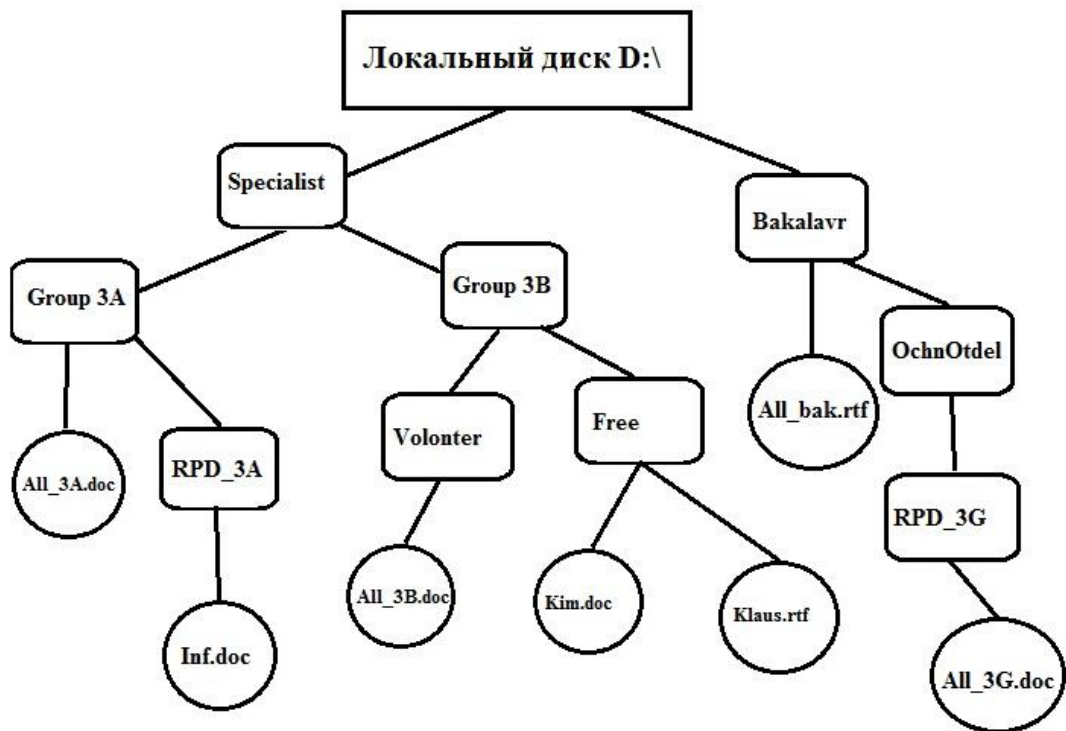 Локальный диск D:\
Specialist
Bakalavr
Group 3A
Group 3B
OchnOtdel
All_bak.rtf
Volonter
Free
All_3A.doc
RPD_3A
RPD_3G
All_3B.doc
Kim.doc
Klaus.rtf
Inf.doc
All_3G.doc